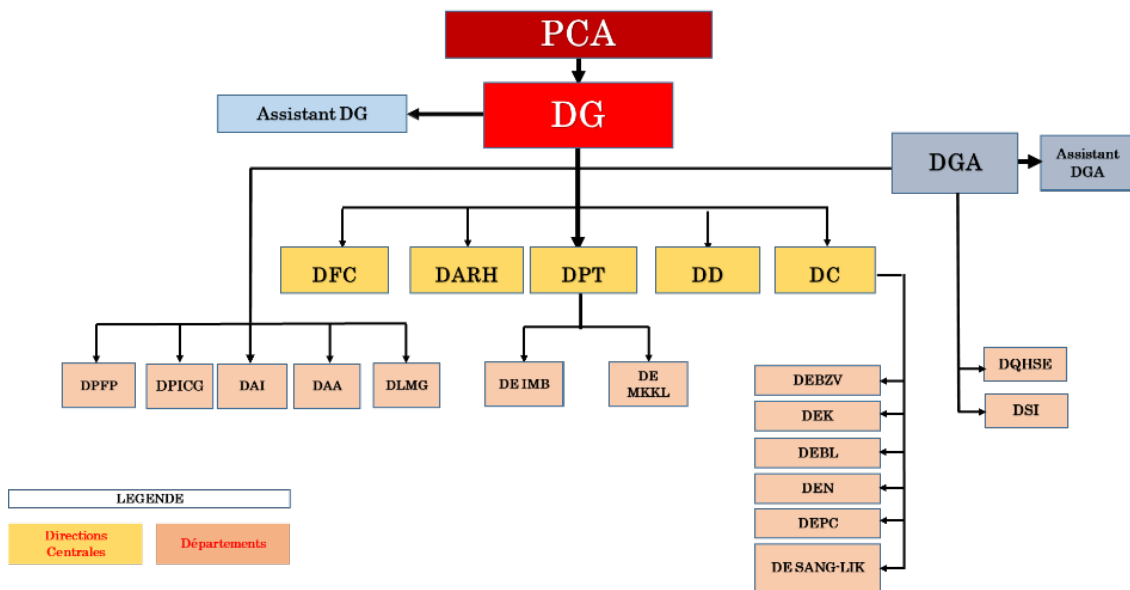 PCA
DG
Assistant DG
DGA
Assistant
DGA
DFC
DARH
DPT
DD
DC
DPFP
DPICG
DAI
DAA
DLMG
DE IMB
DE
MKKL
DEBZV
DEK
DEBL
DEN
DEPC
DE SANG-LIK
DQHSE
DSI
LEGENDE
Directions
Centrales
Départements